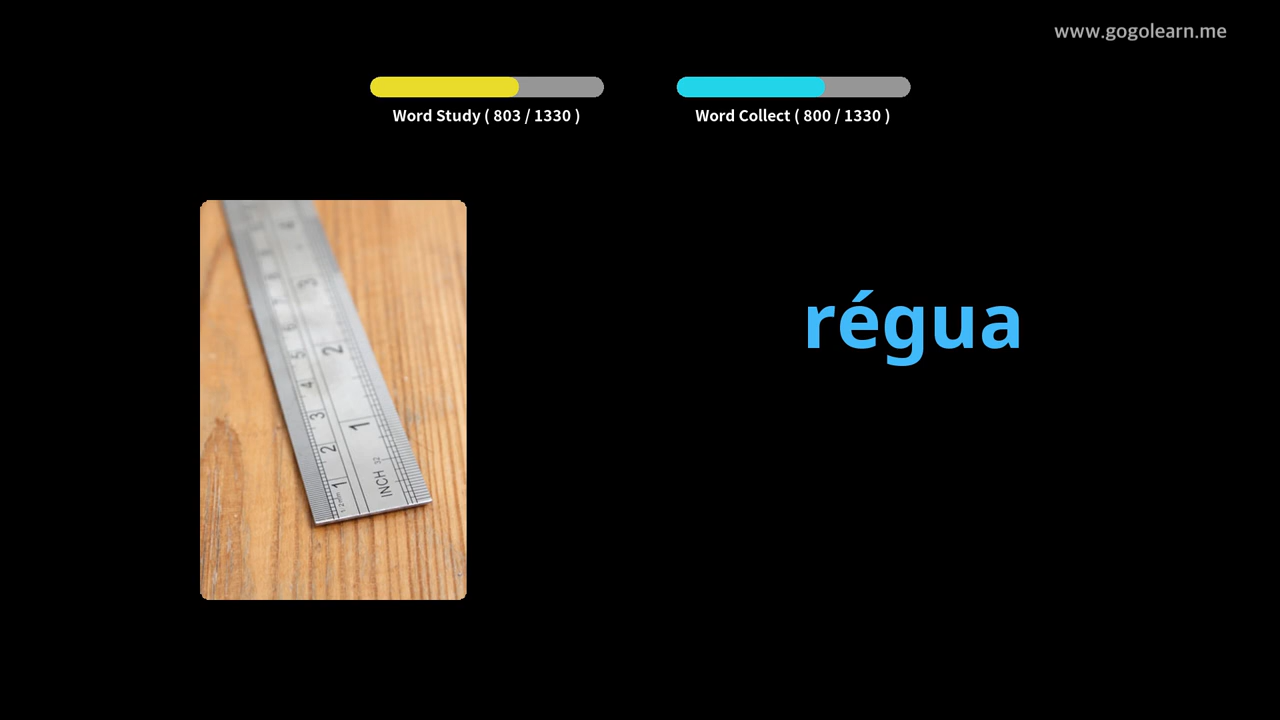 www.gogolearn.me
Word Study ( 803 / 1330 )
Word Collect ( 800 / 1330 )
régua
3
2
1
INCH 32
5
4
3
2
1